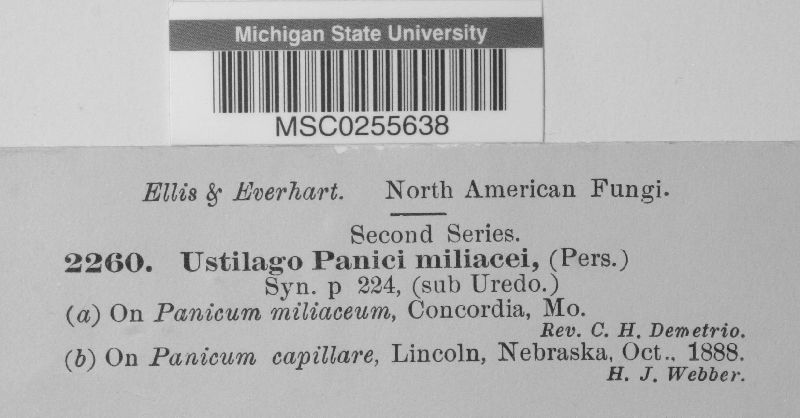 Michigan State University
MSC0255638
Ellis & Everhart. North American Fungi.
Second Series.
2260. Ustilago Panici miliacei, (Pers.)
Syn. p 224, (sub Uredo.)
(a) On Panicum miliaceum, Concordia, Mo.
Rev. C. H. Demetrio.
(b) On Panicum capillare, Lincoln, Nebraska, Oct., 1888.
H. J. Webber.